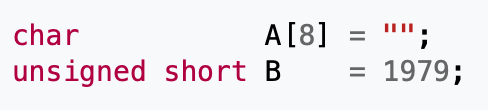 char           A[8] = "";
unsigned short B    = 1979;